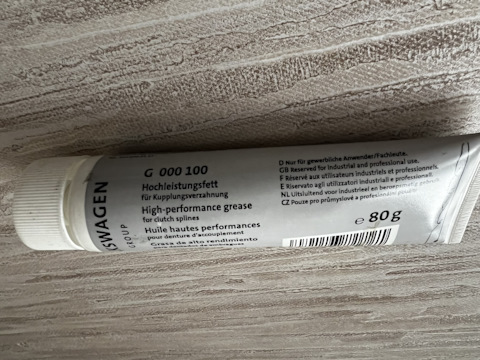 SWAGEN
GROUP
G 000 100
Hochleistungsfett
für Kupplungsverzahnung
High-performance grease
for clutch splines
Huile hautes performances
pour denture d'accouplement
Grasa de alto rendimiento
D Nur für gewerbliche Anwender/Fachleute.
GB Reserved for industrial and professional use.
F Réservé aux utilisateurs industriels et professionnels.
E Riservato agli utilizzatori industriali e professionali.
NL Uitsluitend voor industrieel en beroepsmatig gebruik.
CZ Pouze pro průmyslové a profesionální použití
e 80g